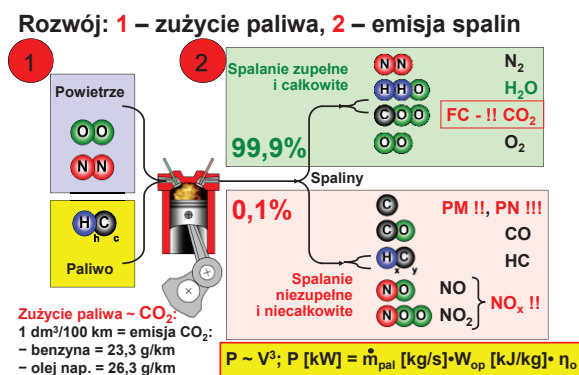 Rozwój: 1 – zużycie paliwa, 2 – emisja spalin
1
Powietrze
O O
N N
H C
h c
Paliwo
Zużycie paliwa ~ CO₂:
1 dm³/100 km = emisja CO₂:
– benzyna = 23,3 g/km
– olej nap. = 26,3 g/km
2
Spalanie zupełne
i całkowite
99,9%
N N N₂
H H O H₂O
C O O FC - !! CO₂
O O O₂
Spaliny
0,1%
C PM !!, PN !!!
C O CO
H C HC
x y
N O NO
N O O NO₂
NOₓ !!
Spalanie
niezupełne
i niecałkowite
P ~ V³; P [kW] = ṁpal [kg/s]•Wop [kJ/kg]• ηo